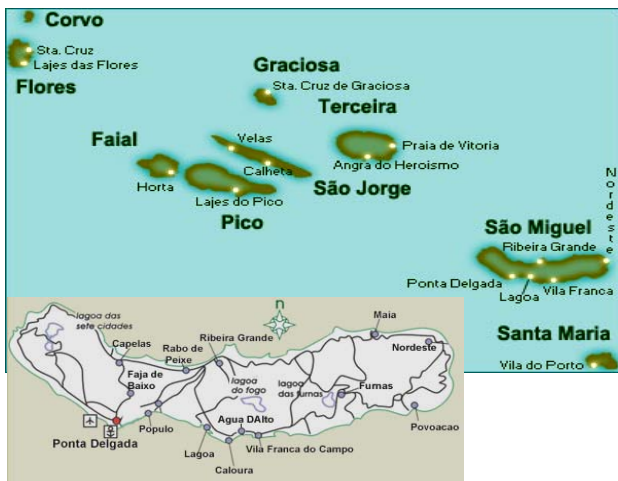 Corvo
Sta. Cruz
Lajes das Flores
Flores
Graciosa
Sta. Cruz de Graciosa
Terceira
Praia de Vitoria
Angra do Heroismo
Faial
Horta
Velas
Calheta
São Jorge
Lajes do Pico
Pico
Nordeste
São Miguel
Ribeira Grande
Ponta Delgada
Lagoa
Vila Franca
Santa Maria
Vila do Porto
n
lagoa das
sete cidades
Capelas
Rabo de
Peixe
Ribeira Grande
Maia
Nordeste
Faja de
Baixo
lagoa
do fogo
lagoa
das furnas
Furnas
Ponta Delgada
Populo
Lagoa
Agua DAlto
Caloura
Vila Franca do Campo
Povoacao